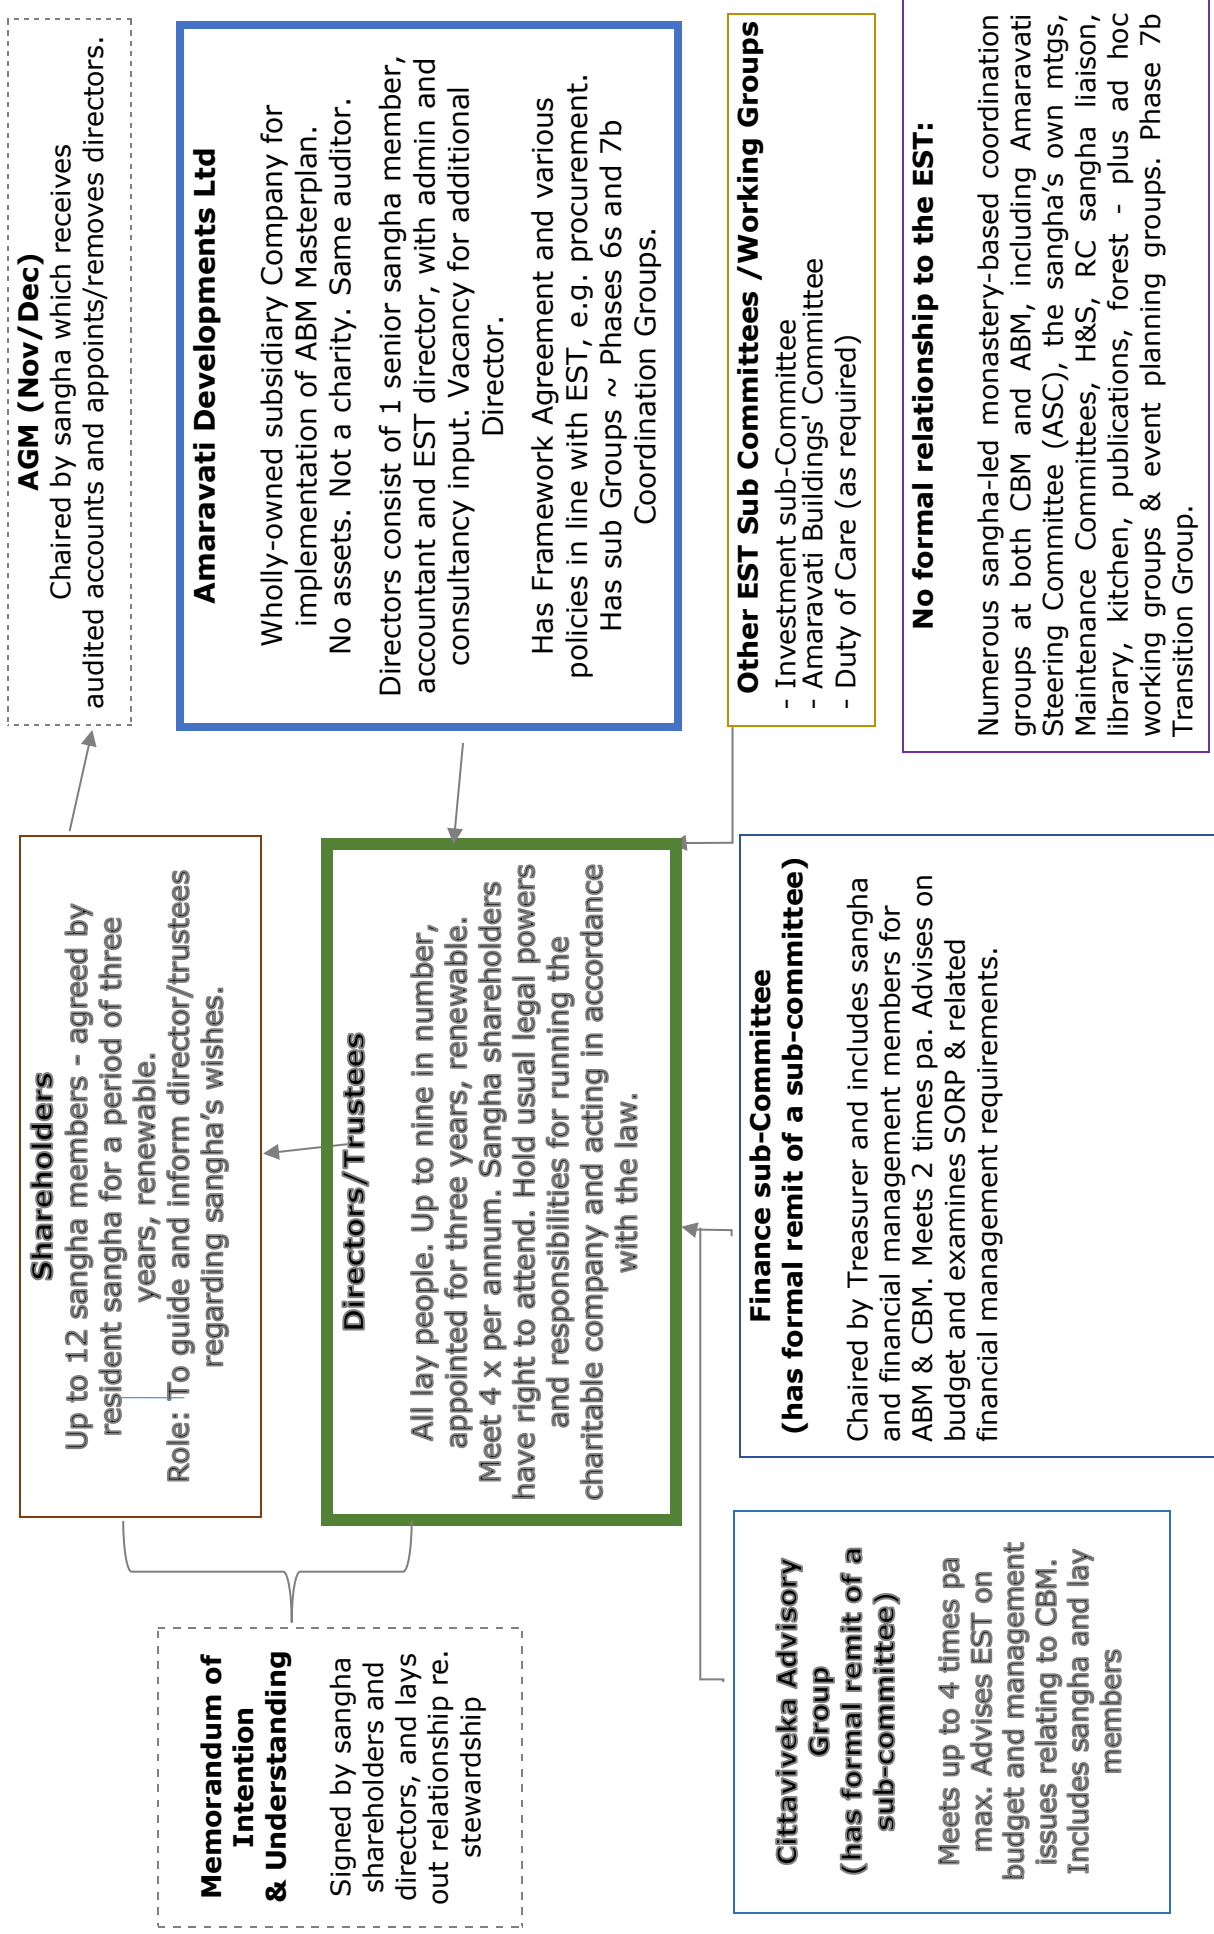 Memorandum of
Intention
& Understanding
Signed by sangha
shareholders and
directors, and lays
out relationship re.
stewardship
Shareholders
Up to 12 sangha members - agreed by
resident sangha for a period of three
years, renewable.
Role: To guide and inform director/trustees
regarding sangha’s wishes.
AGM (Nov/Dec)
Chaired by sangha which receives
audited accounts and appoints/removes directors.
Directors/Trustees
All lay people. Up to nine in number,
appointed for three years, renewable.
Meet 4 x per annum. Sangha shareholders
have right to attend. Hold usual legal powers
and responsibilities for running the
charitable company and acting in accordance
with the law.
Amaravati Developments Ltd
Wholly-owned subsidiary Company for
implementation of ABM Masterplan.
No assets. Not a charity. Same auditor.
Directors consist of 1 senior sangha member,
accountant and EST director, with admin and
consultancy input. Vacancy for additional
Director.
Has Framework Agreement and various
policies in line with EST, e.g. procurement.
Has sub Groups ~ Phases 6s and 7b
Coordination Groups.
Cittaviveka Advisory
Group
(has formal remit of a
sub-committee)
Meets up to 4 times pa
max. Advises EST on
budget and management
issues relating to CBM.
Includes sangha and lay
members
Finance sub-Committee
(has formal remit of a sub-committee)
Chaired by Treasurer and includes sangha
and financial management members for
ABM & CBM. Meets 2 times pa. Advises on
budget and examines SORP & related
financial management requirements.
Other EST Sub Committees /Working Groups
- Investment sub-Committee
- Amaravati Buildings' Committee
- Duty of Care (as required)
No formal relationship to the EST:
Numerous sangha-led monastery-based coordination
groups at both CBM and ABM, including Amaravati
Steering Committee (ASC), the sangha’s own mtgs,
Maintenance Committees, H&S, RC sangha liaison,
library, kitchen, publications, forest - plus ad hoc
working groups & event planning groups. Phase 7b
Transition Group.